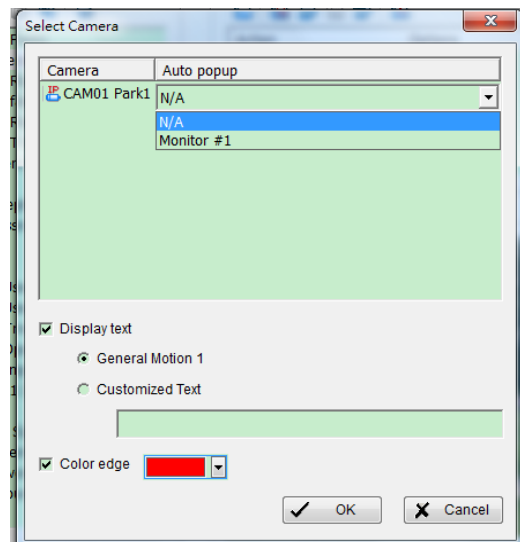 Select Camera
Camera Auto popup
IP CAM01 Park1 N/A
N/A
Monitor #1
Display text
General Motion 1
Customized Text
Color edge
OK Cancel